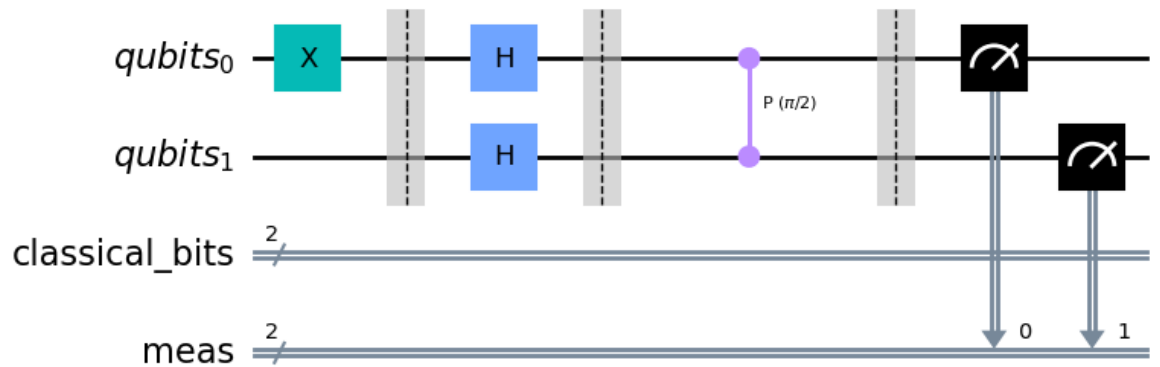 qubits₀ X H
P (π/2)
qubits₁ H
2
classical_bits
2
0 1
meas